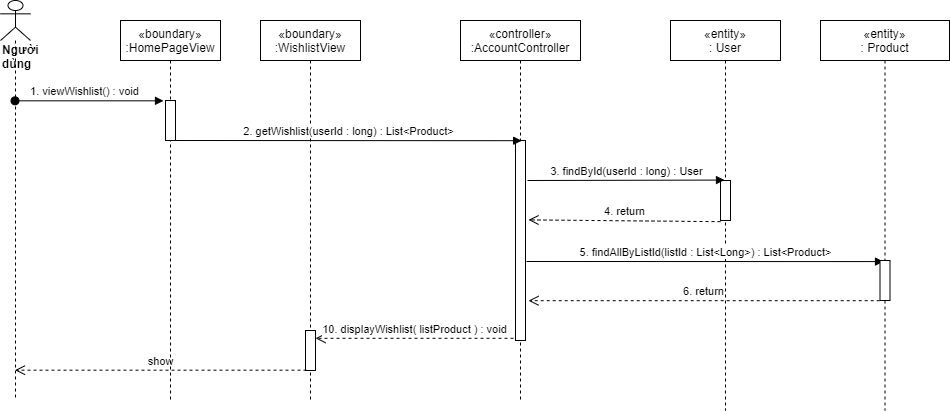 «boundary»
:HomePageView
«boundary»
:WishlistView
«controller»
:AccountController
«entity»
: User
«entity»
: Product
Người
dùng
1. viewWishlist() : void
2. getWishlist(userId : long) : List<Product>
3. findById(userId : long) : User
4. return
5. findAllByListId(listId : List<Long>) : List<Product>
6. return
10. displayWishlist( listProduct ) : void
show